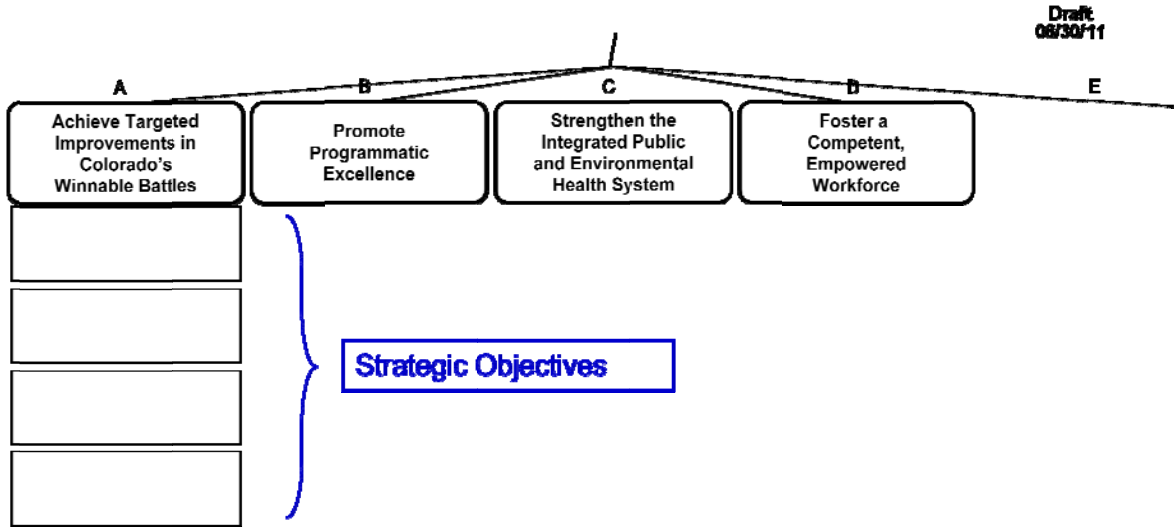 Draft
06/30/11
A
B
C
D
E
Achieve Targeted
Improvements in
Colorado's
Winnable Battles
Promote
Programmatic
Excellence
Strengthen the
Integrated Public
and Environmental
Health System
Foster a
Competent,
Empowered
Workforce
Strategic Objectives